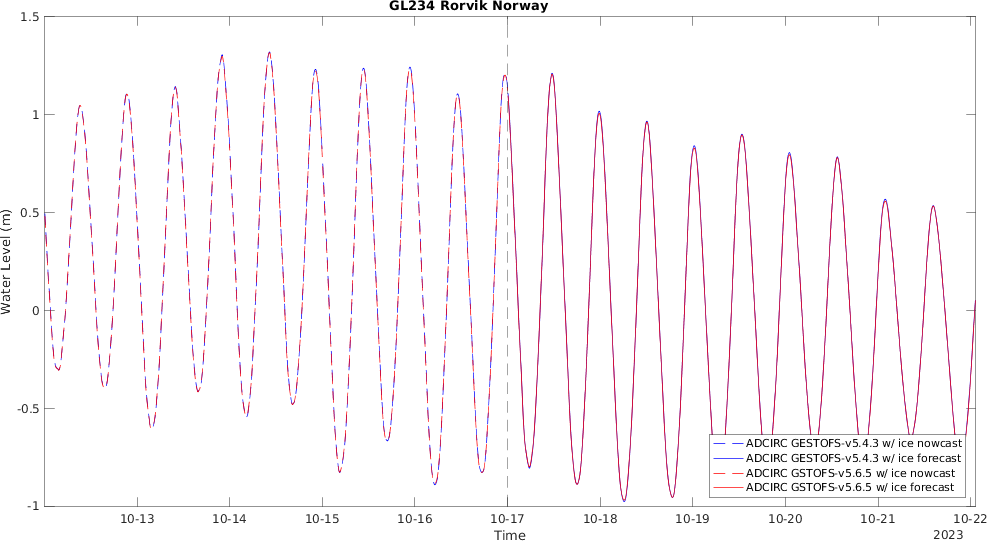 GL234 Rorvik Norway
1.5
1
0.5
0
-0.5
-1
Water Level (m)
10-13 10-14 10-15 10-16 10-17 10-18 10-19 10-20 10-21 10-22
Time
2023
ADCIRC GESTOFS-v5.4.3 w/ ice nowcast
ADCIRC GESTOFS-v5.4.3 w/ ice forecast
ADCIRC GSTOFS-v5.6.5 w/ ice nowcast
ADCIRC GSTOFS-v5.6.5 w/ ice forecast